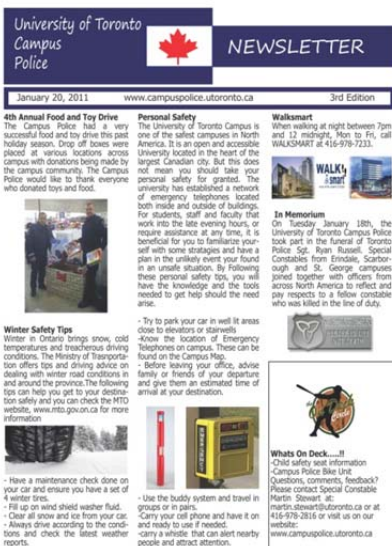 University of Toronto
Campus
Police
NEWSLETTER
January 20, 2011
www.campuspolice.utoronto.ca
3rd Edition
4th Annual Food and Toy Drive
The Campus Police had a very
successful food and toy drive this past
holiday season. Drop off boxes were
placed at various locations across
campus with donations being made by
the campus community. The Campus
Police would like to thank everyone
who donated toys and food.
Winter Safety Tips
Winter in Ontario brings snow, cold
temperatures and treacherous driving
conditions. The Ministry of Trasnporta-
tion offers tips and driving advice on
dealing with winter road conditions in
and around the province.The following
tips can help you get to your destina-
tion safely and you can check the MTO
website, www.mto.gov.on.ca for more
information
- Have a maintenance check done on
your car and ensure you have a set of
4 winter tires.
- Fill up on wind shield washer fluid.
- Clear all snow and ice from your car.
- Always drive according to the condi-
tions and check the latest weather
reports.
Personal Safety
The University of Toronto Campus is
one of the safest campuses in North
America. It is an open and accessible
University located in the heart of the
largest Canadian city. But this does
not mean you should take your
personal safety for granted. The
university has established a network
of emergency telephones located
both inside and outside of buildings.
For students, staff and faculty that
work into the late evening hours, or
require assistance at any time, it is
beneficial for you to familiarize your-
self with some strategies and have a
plan in the unlikely event your found
in an unsafe situation. By Following
these personal safety tips, you will
have the knowledge and the tools
needed to get help should the need
arise.
- Try to park your car in well lit areas
close to elevators or stairwells
-Know the location of Emergency
Telephones on campus. These can be
found on the Campus Map.
- Before leaving your office, advise
family or friends of your departure
and give them an estimated time of
arrival at your destination.
- Use the buddy system and travel in
groups or in pairs.
-Carry your cell phone and have it on
and ready to use if needed.
-carry a whistle that can alert nearby
people and attract attention.
Walksmart
When walking at night between 7pm
and 12 midnight, Mon to Fri, call
WALKSMART at 416-978-7233.
WALK
smart
In Memorium
On Tuesday January 18th, the
University of Toronto Campus Police
took part in the funeral of Toronto
Police Sgt. Ryan Russell. Special
Constables from Erindale, Scarbor-
ough and St. George campuses
joined together with officers from
across North America to reflect and
pay respects to a fellow constable
who was killed in the line of duty.
Whats On Deck.....!!
-Child safety seat information
-Campus Police Bike Unit
Questions, comments, feedback?
Please contact Special Constable
Martin Stewart at:
martin.stewart@utoronto.ca or at
416-978-2816 or visit us on our
website:
www.campuspolice.utoronto.ca